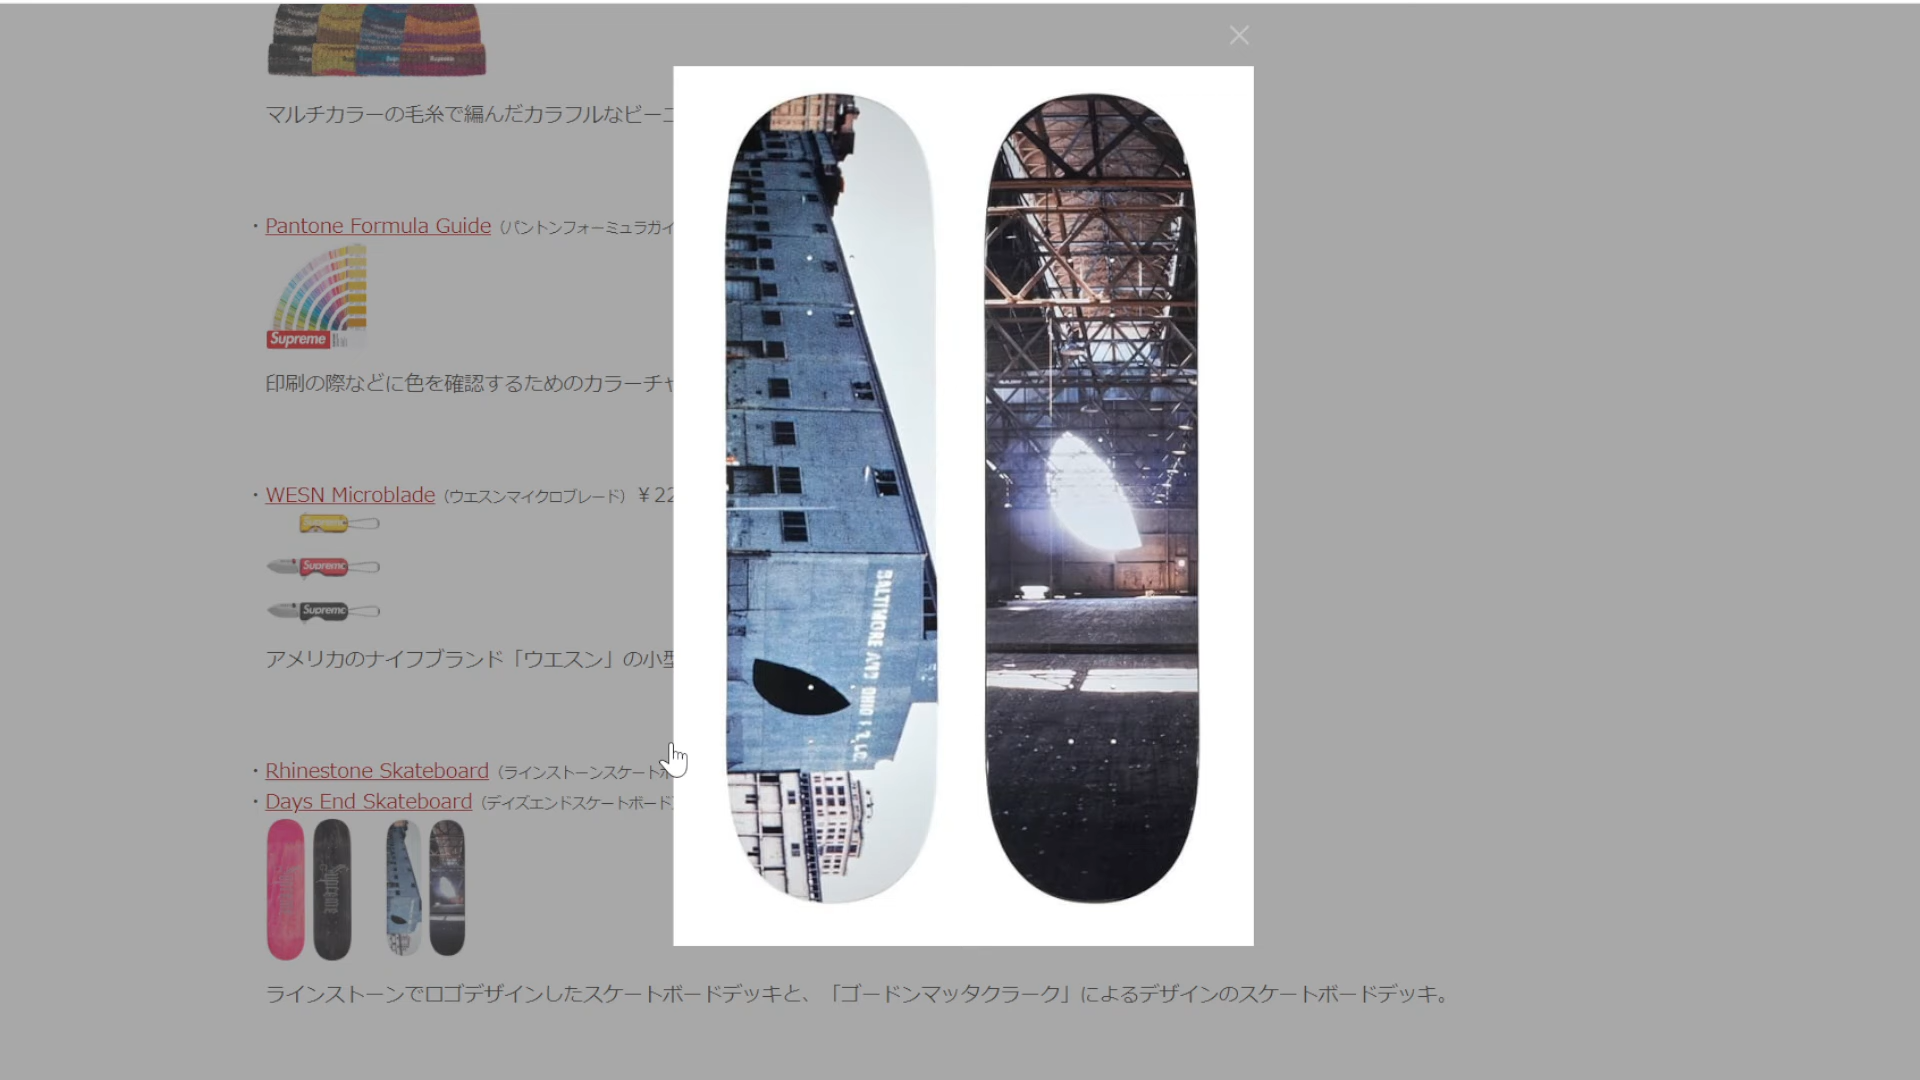 Supreme
マルチカラーの毛糸で編んだカラフルなビーニ
・Pantone Formula Guide（パントンフォーミュラガイ
Supreme
印刷の際などに色を確認するためのカラーチャ
・WESN Microblade（ウエスンマイクロブレード）￥22
Supreme
Supreme
Supreme
アメリカのナイフブランド「ウエスン」の小型
・Rhinestone Skateboard（ラインストーンスケートボ
・Days End Skateboard（デイズエンドスケートボード
Supreme
BALTIMORE AND OHIO
ラインストーンでロゴデザインしたスケートボードデッキと、「ゴードンマッタクラーク」によるデザインのスケートボードデッキ。